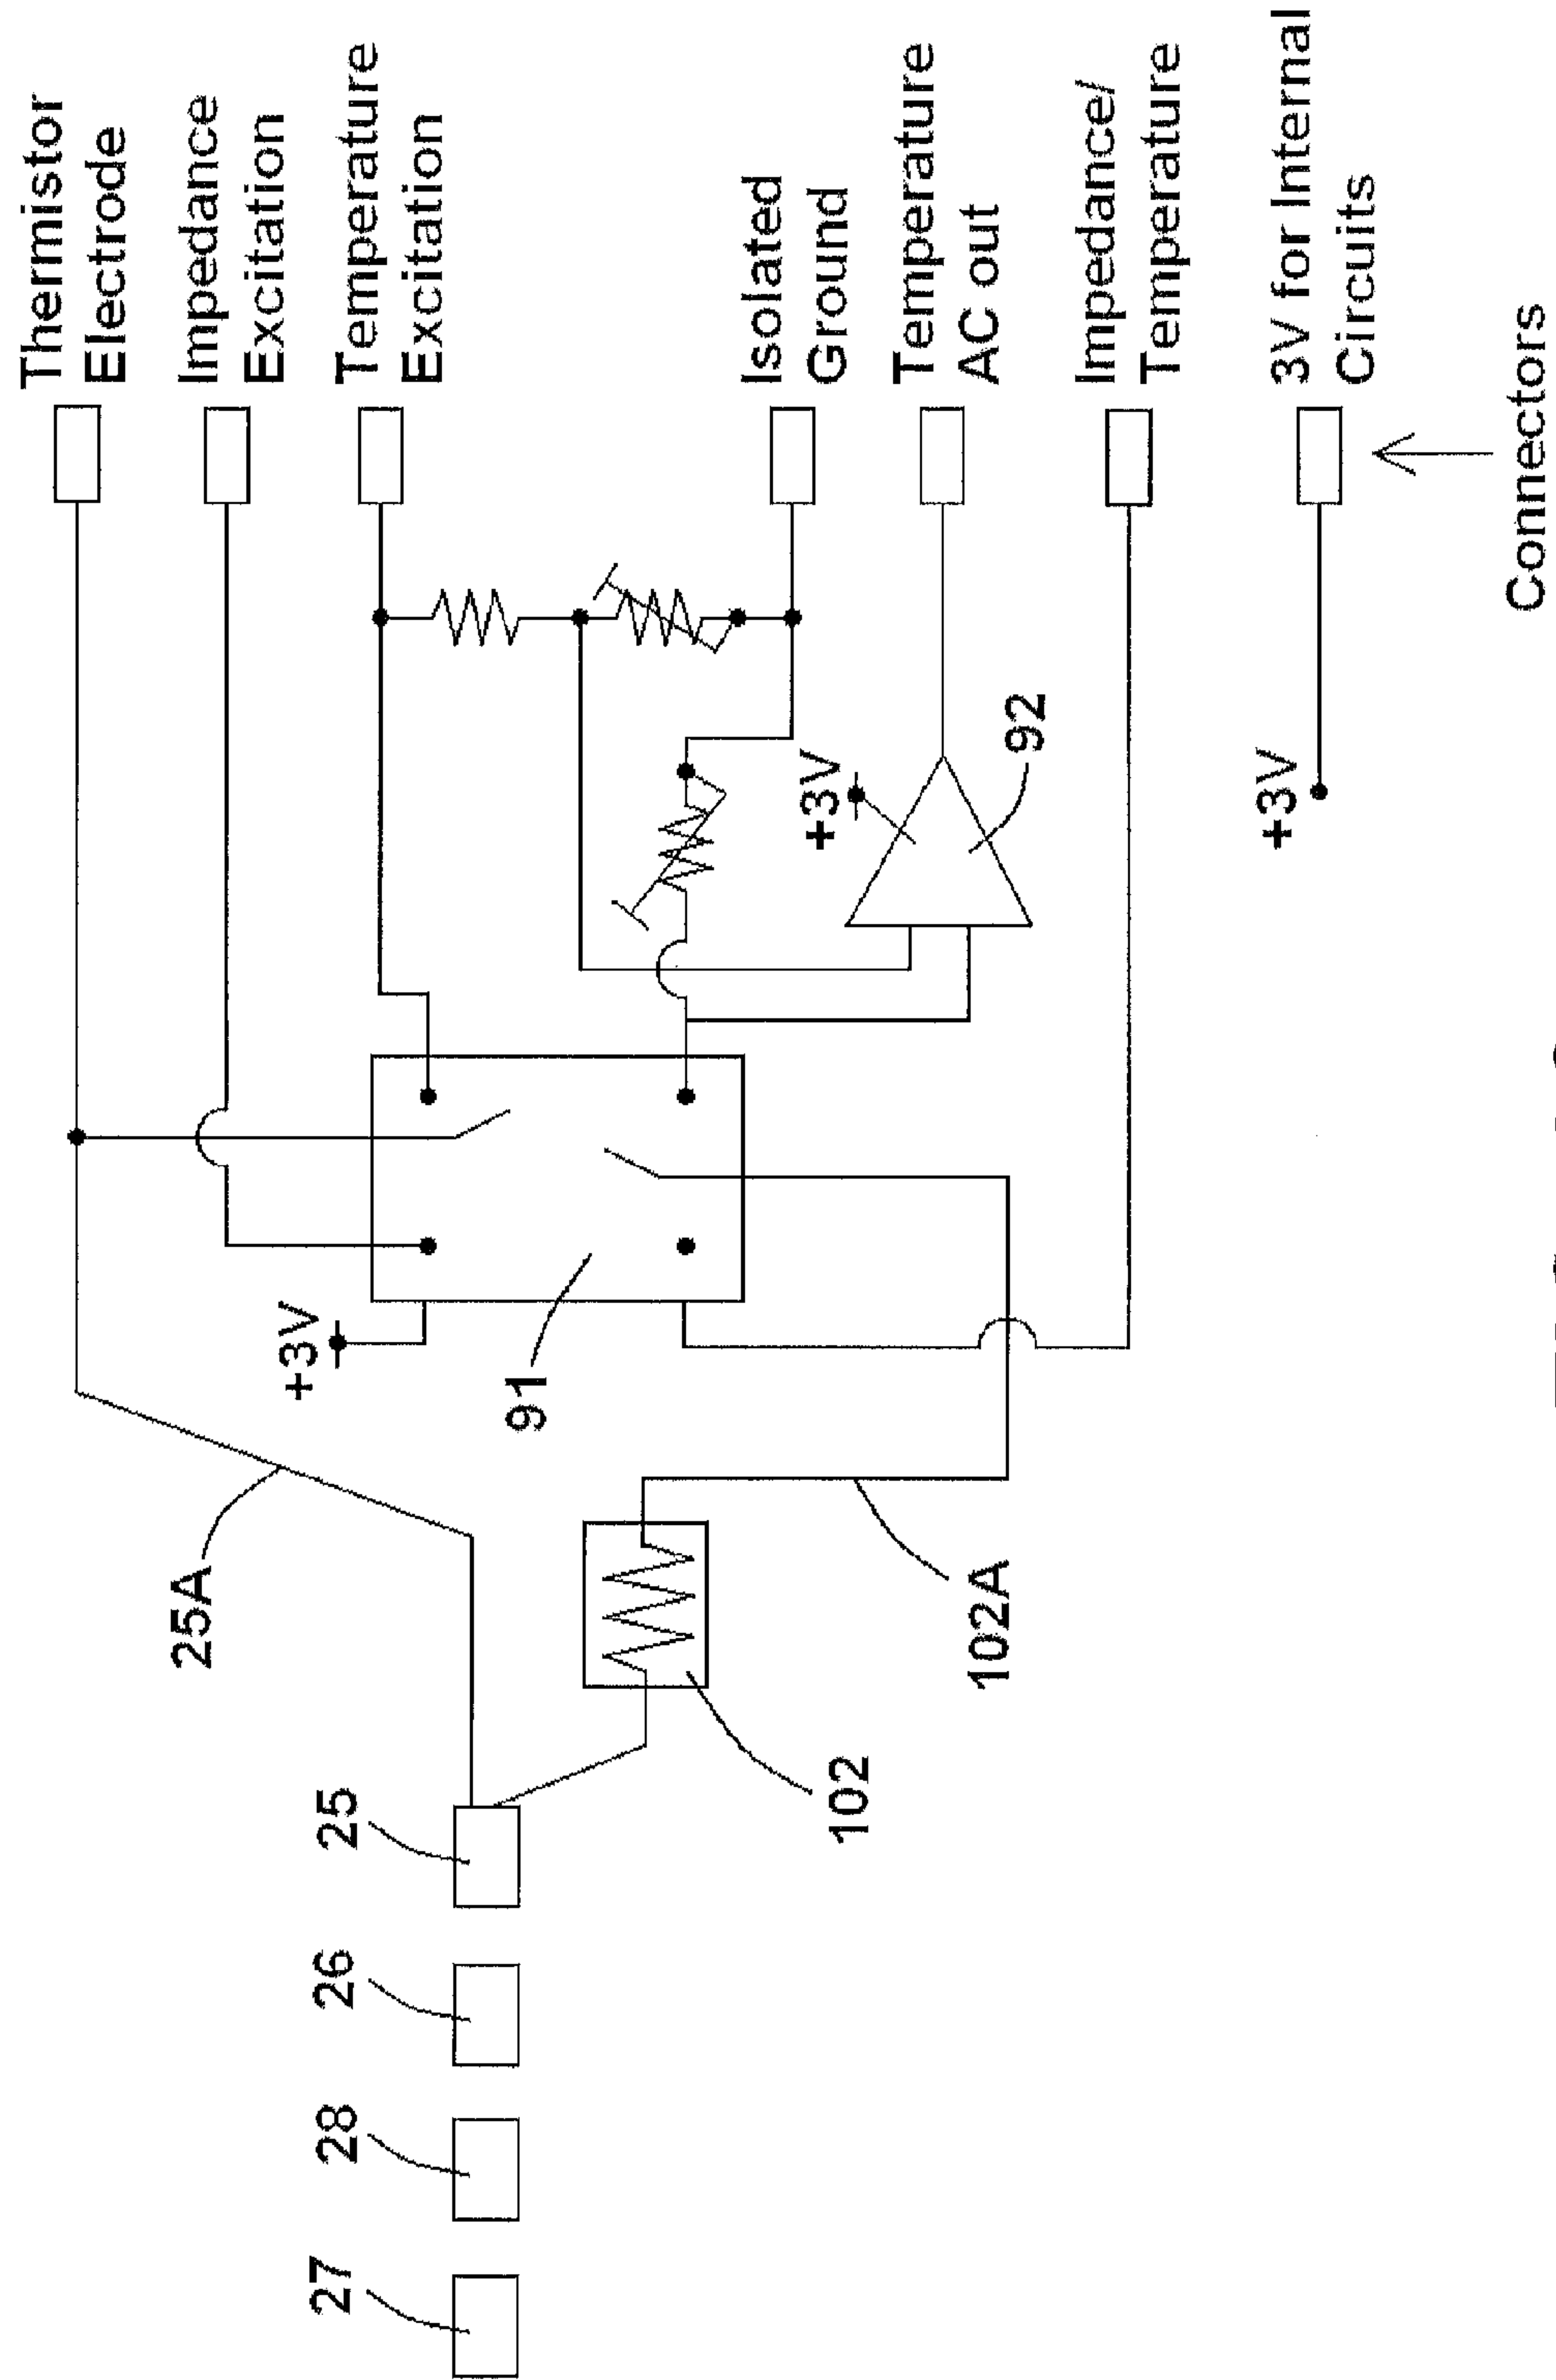 Thermistor
Electrode
Impedance
Excitation
Temperature
Excitation
Isolated
Ground
Temperature
AC out
Impedance/
Temperature
3V for Internal
Circuits
Connectors
+3V
92
+3V
+3V
91
25A
102A
102
25
26
28
27